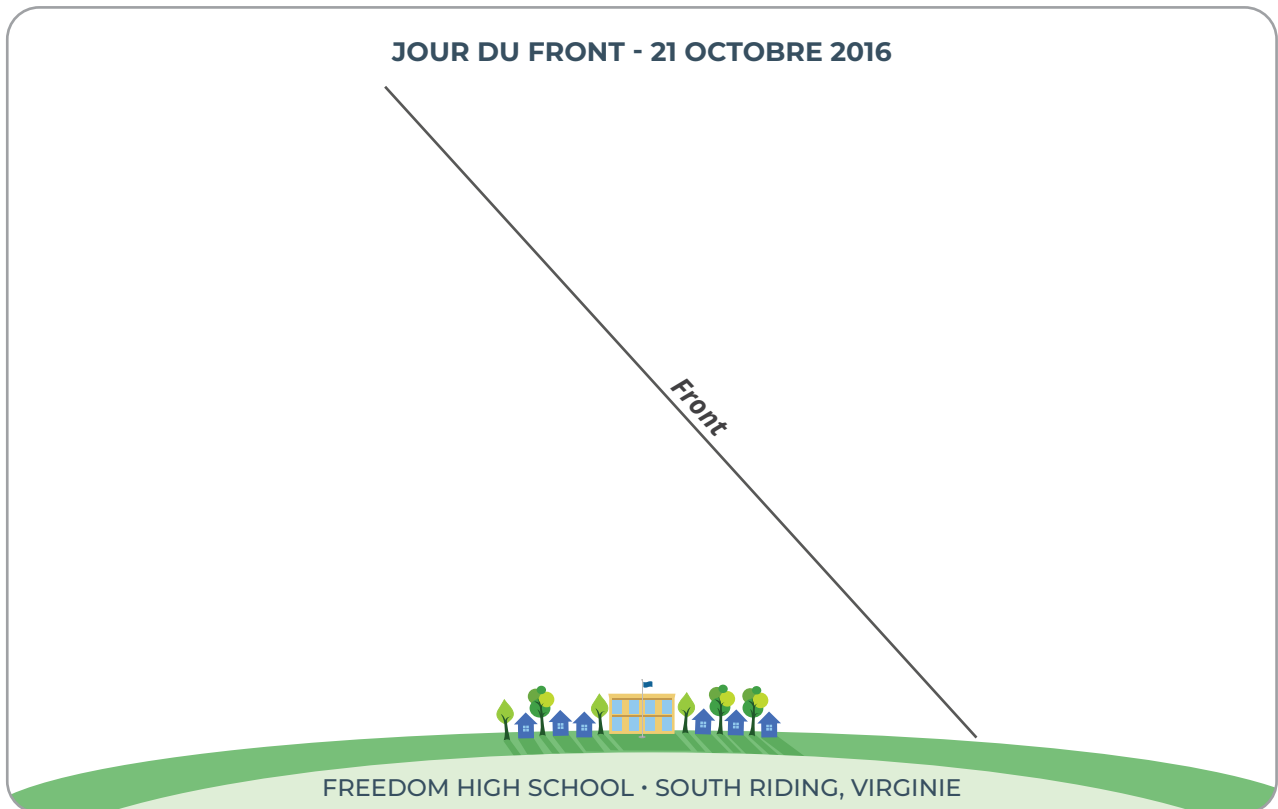 JOUR DU FRONT - 21 OCTOBRE 2016
Front
FREEDOM HIGH SCHOOL • SOUTH RIDING, VIRGINIE